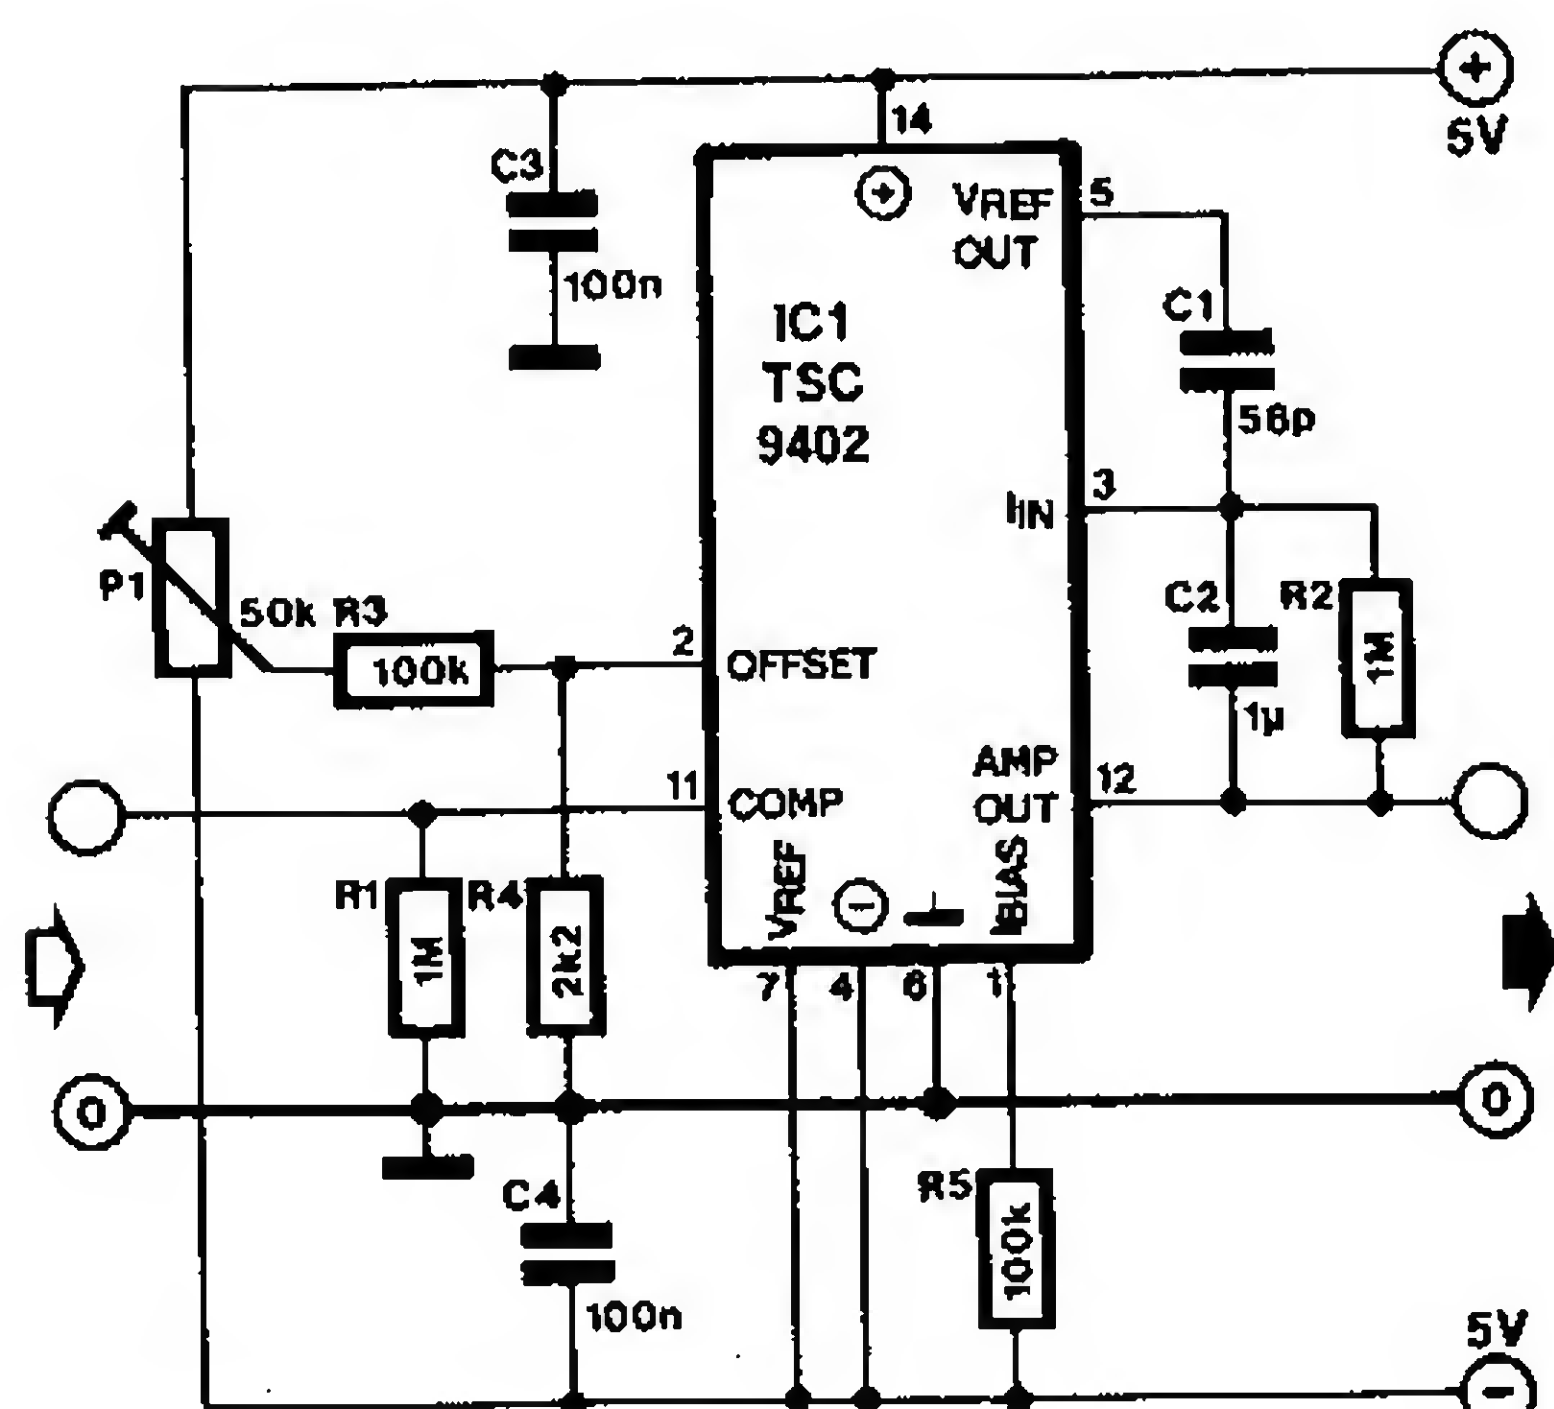 +
5V
14
C3
100n
+
VREF
OUT
5
IC1
TSC
9402
C1
56p
IIN
3
P1
50k
R3
100k
2
OFFSET
C2
1µ
R2
1M
11
COMP
AMP
OUT
12
R1
1M
R4
2k2
VREF
−
IBIAS
7
4
6
1
0
0
C4
100n
R5
100k
5V
−